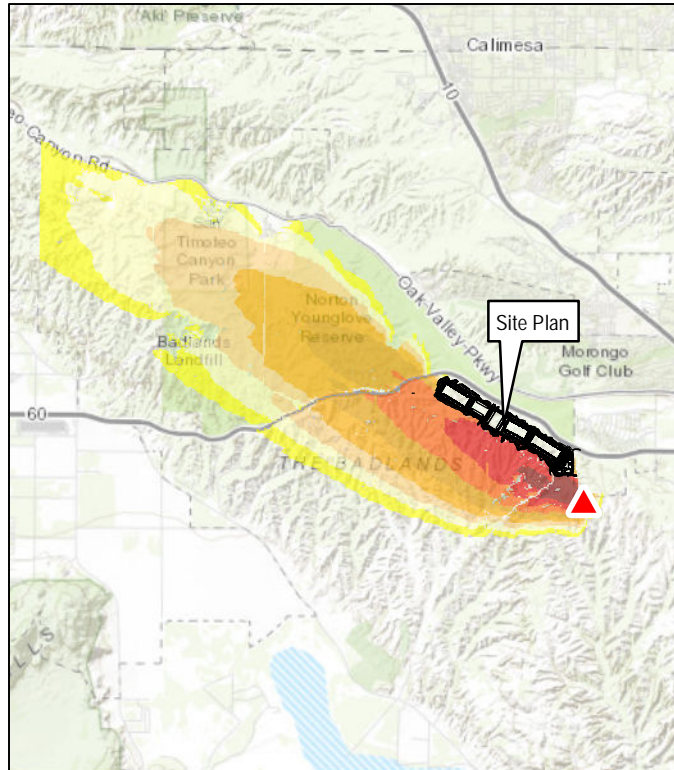 Akl Preserve
Calimesa
10
eo Canyon Rd
Timoteo
Canyon
Park
Norton
Younglove
Reserve
Oak-Valley-Pkwy
Site Plan
Badlands
Landfill
Morongo
Golf Club
60
THE BADLANDS
LLS